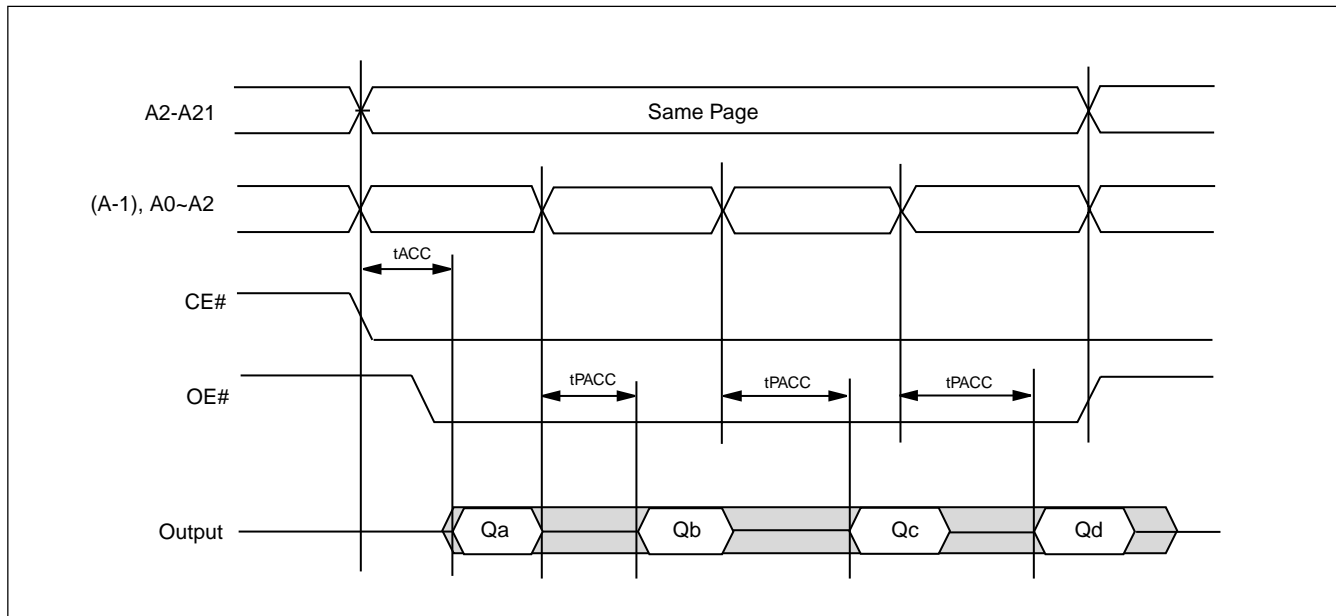 A2-A21
Same Page
(A-1), A0~A2
tACC
CE#
OE#
tPACC
tPACC
tPACC
Output
Qa
Qb
Qc
Qd